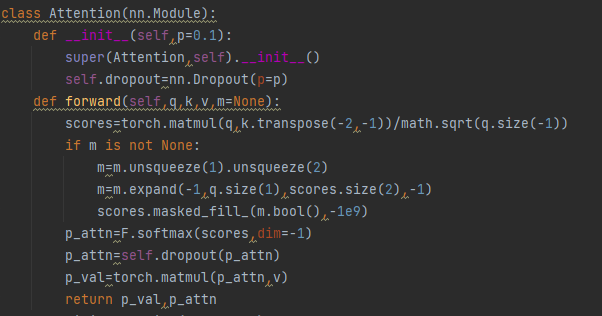 class Attention(nn.Module):
    def __init__(self,p=0.1):
        super(Attention,self).__init__()
        self.dropout=nn.Dropout(p=p)
    def forward(self,q,k,v,m=None):
        scores=torch.matmul(q,k.transpose(-2,-1))/math.sqrt(q.size(-1))
        if m is not None:
            m=m.unsqueeze(1).unsqueeze(2)
            m=m.expand(-1,q.size(1),scores.size(2),-1)
            scores.masked_fill_(m.bool(),-1e9)
        p_attn=F.softmax(scores,dim=-1)
        p_attn=self.dropout(p_attn)
        p_val=torch.matmul(p_attn,v)
        return p_val,p_attn